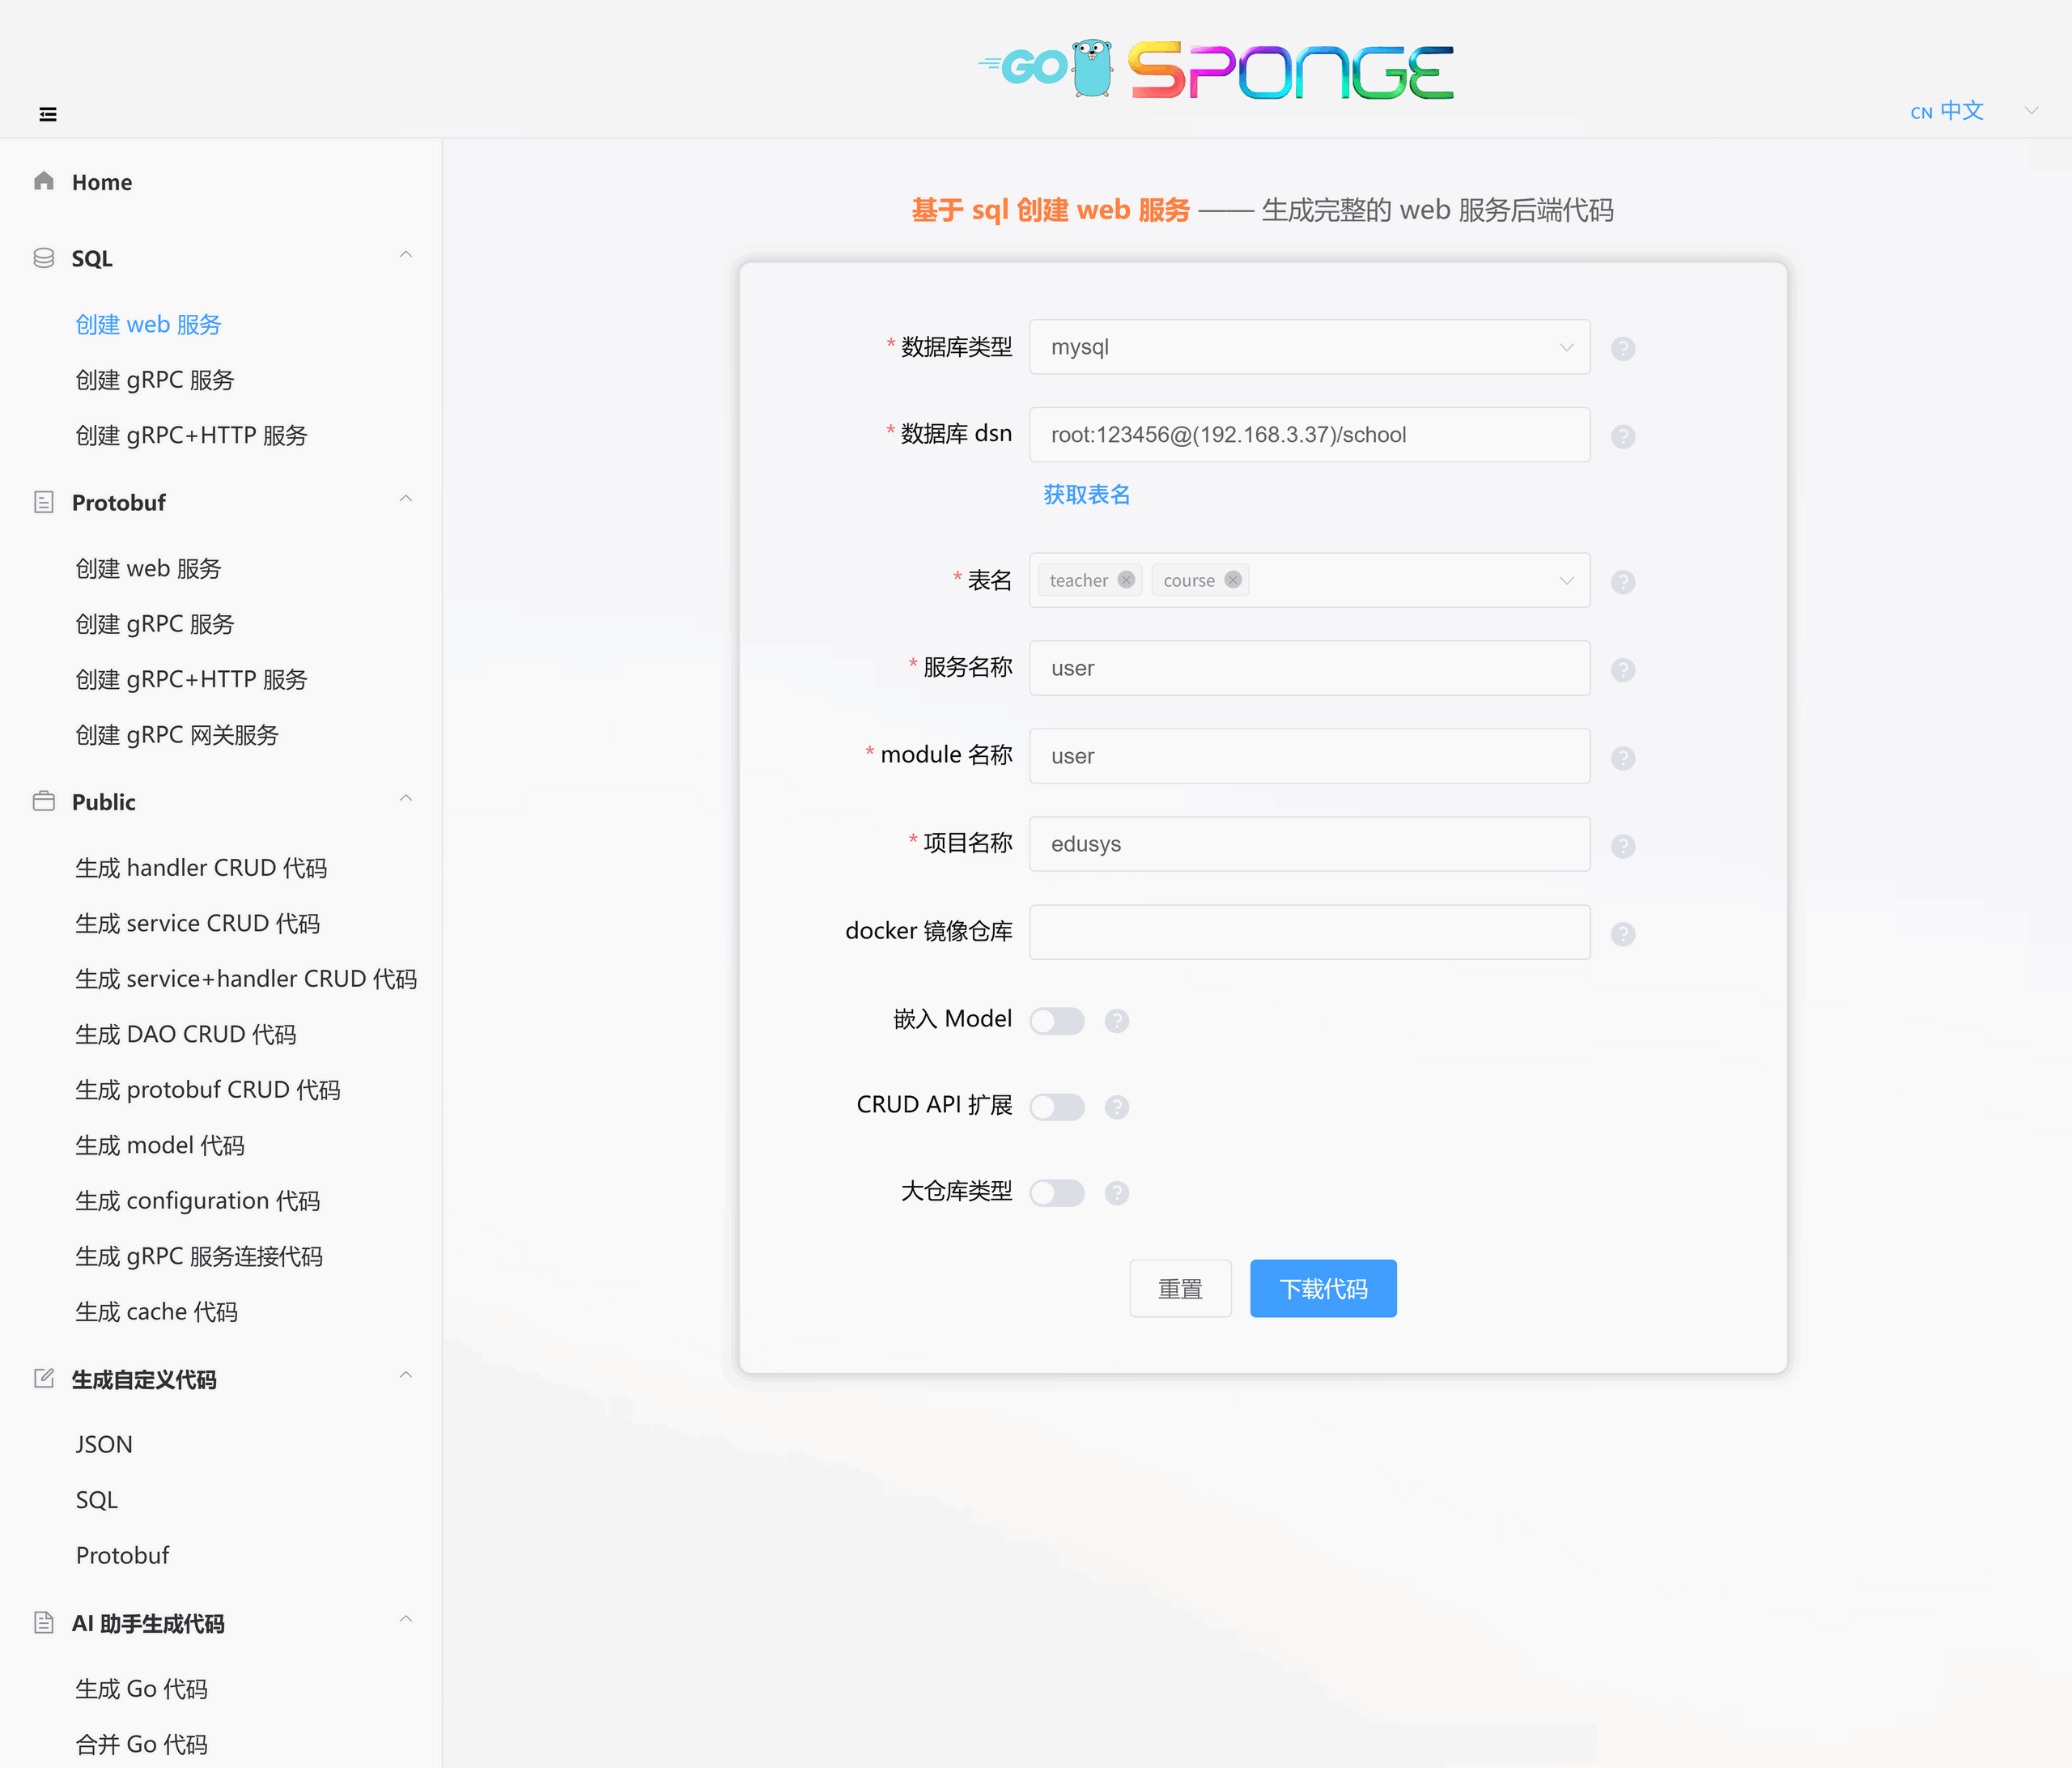 GO SPONGE
CN 中文
Home
SQL
创建 web 服务
创建 gRPC 服务
创建 gRPC+HTTP 服务
Protobuf
创建 web 服务
创建 gRPC 服务
创建 gRPC+HTTP 服务
创建 gRPC 网关服务
Public
生成 handler CRUD 代码
生成 service CRUD 代码
生成 service+handler CRUD 代码
生成 DAO CRUD 代码
生成 protobuf CRUD 代码
生成 model 代码
生成 configuration 代码
生成 gRPC 服务连接代码
生成 cache 代码
生成自定义代码
JSON
SQL
Protobuf
AI 助手生成代码
生成 Go 代码
合并 Go 代码
基于 sql 创建 web 服务 —— 生成完整的 web 服务后端代码
* 数据库类型 mysql ?
* 数据库 dsn root:123456@(192.168.3.37)/school ?
获取表名
* 表名 teacher course ?
* 服务名称 user ?
* module 名称 user ?
* 项目名称 edusys ?
docker 镜像仓库 ?
嵌入 Model ?
CRUD API 扩展 ?
大仓库类型 ?
重置 下载代码